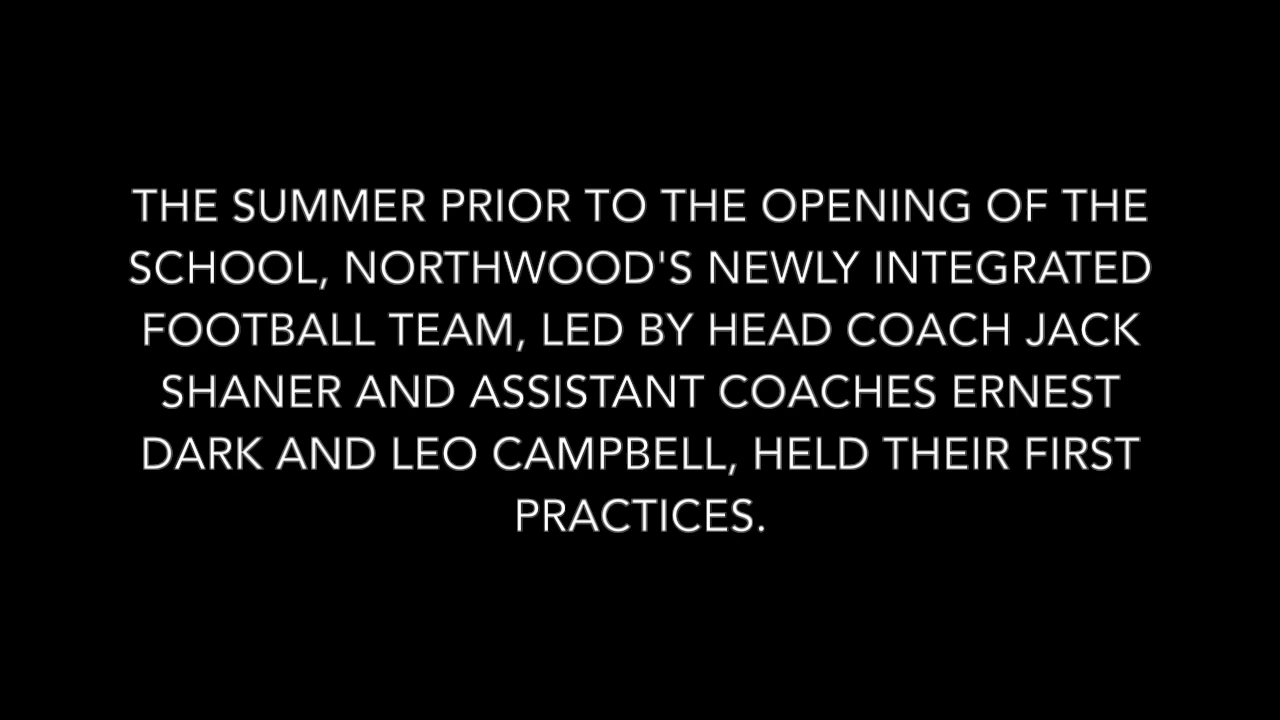 THE SUMMER PRIOR TO THE OPENING OF THE
SCHOOL, NORTHWOOD'S NEWLY INTEGRATED
FOOTBALL TEAM, LED BY HEAD COACH JACK
SHANER AND ASSISTANT COACHES ERNEST
DARK AND LEO CAMPBELL, HELD THEIR FIRST
PRACTICES.